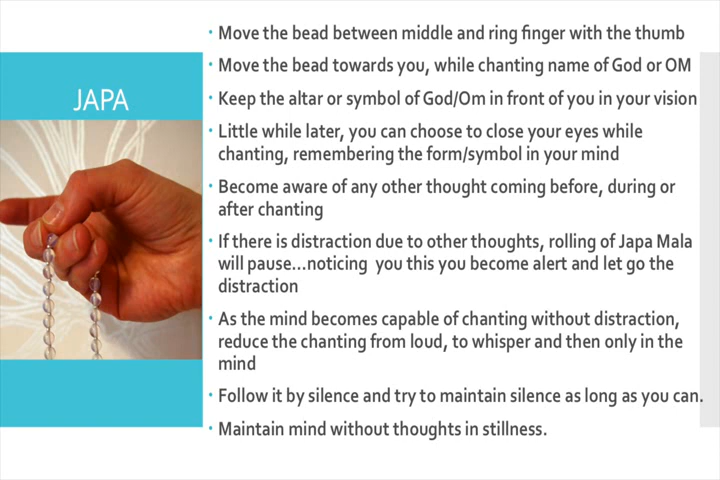 JAPA
• Move the bead between middle and ring finger with the thumb
• Move the bead towards you, while chanting name of God or OM
• Keep the altar or symbol of God/Om in front of you in your vision
• Little while later, you can choose to close your eyes while
chanting, remembering the form/symbol in your mind
• Become aware of any other thought coming before, during or
after chanting
• If there is distraction due to other thoughts, rolling of Japa Mala
will pause...noticing you this you become alert and let go the
distraction
• As the mind becomes capable of chanting without distraction,
reduce the chanting from loud, to whisper and then only in the
mind
• Follow it by silence and try to maintain silence as long as you can.
• Maintain mind without thoughts in stillness.